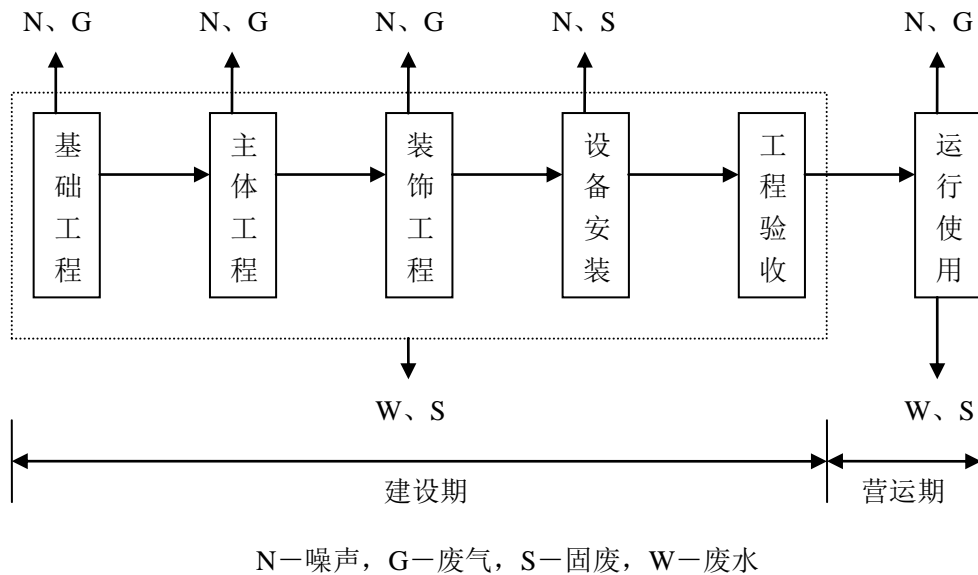 N、G N、G N、G N、S N、G
基础工程
主体工程
装饰工程
设备安装
工程验收
运行使用
W、S W、S
建设期 营运期
N－噪声，G－废气，S－固废，W－废水